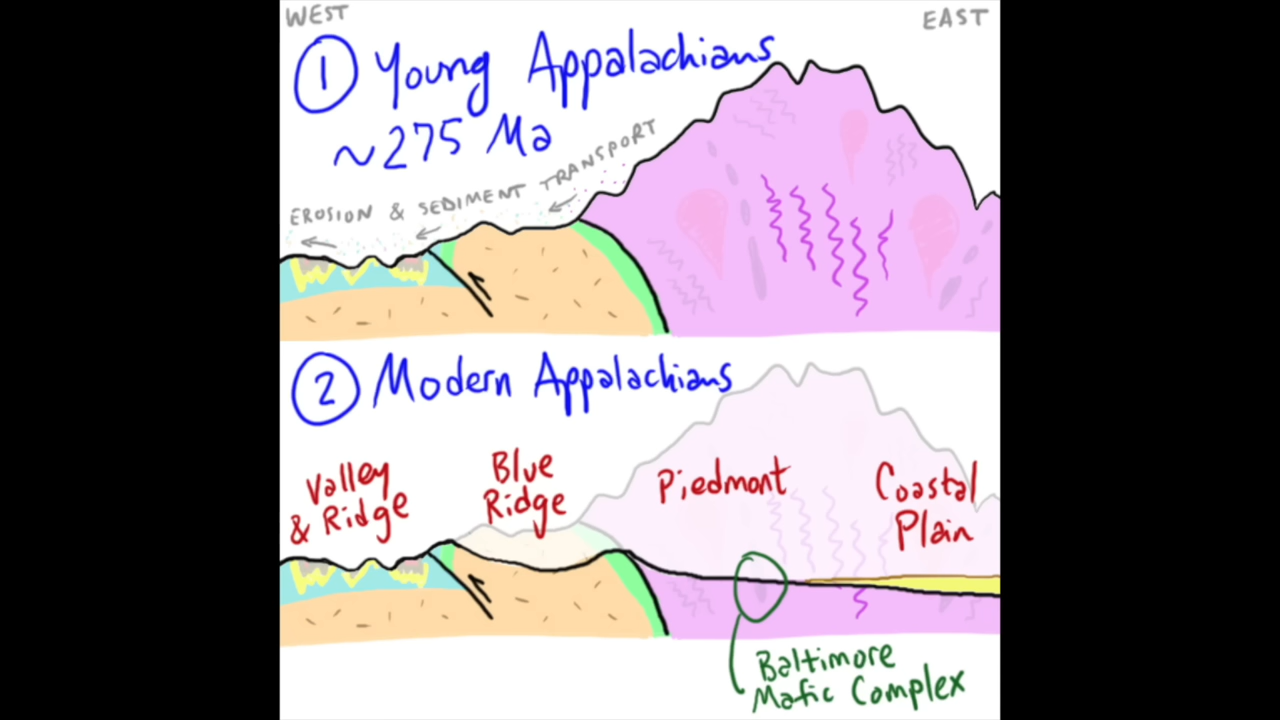 WEST
EAST
1 Young Appalachians
~275 Ma
EROSION & SEDIMENT TRANSPORT
2 Modern Appalachians
Valley
& Ridge
Blue
Ridge
Piedmont
Coastal
Plain
Baltimore
Mafic Complex